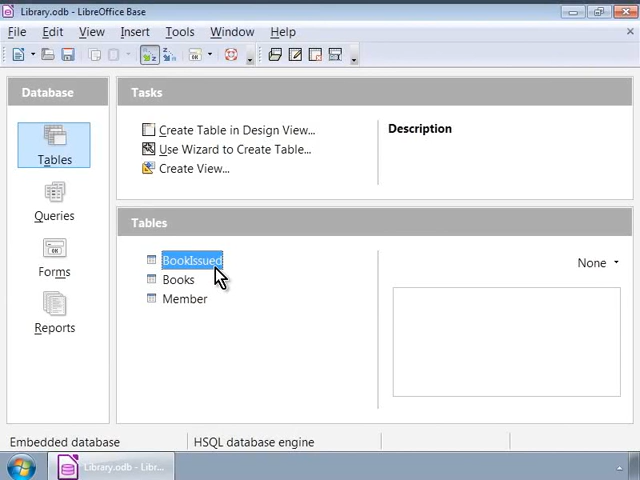 Library.odb - LibreOffice Base
File Edit View Insert Tools Window Help
Database
Tasks
Tables
Queries
Forms
Reports
Create Table in Design View...
Use Wizard to Create Table...
Create View...
Description
Tables
BookIssued
Books
Member
None
Embedded database
HSQL database engine
Library.odb - Libr...